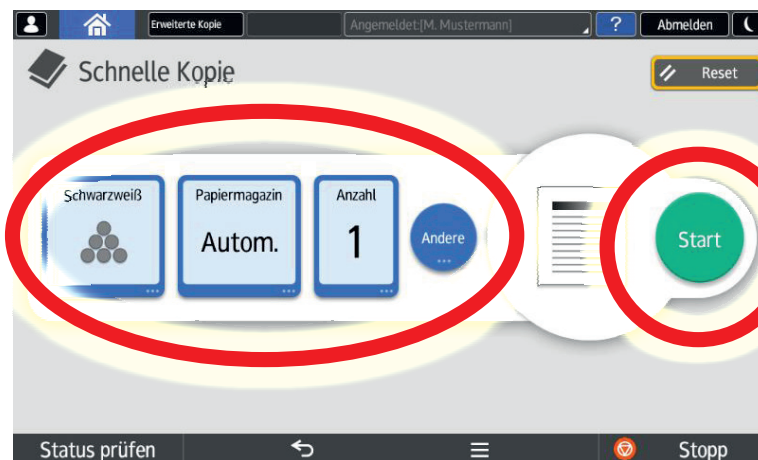 Erweiterte Kopie
Angemeldet:[M. Mustermann]
?
Abmelden
Schnelle Kopie
Reset
Schwarzweiß
Papiermagazin
Anzahl
Autom.
1
Andere
Start
Status prüfen
Stopp